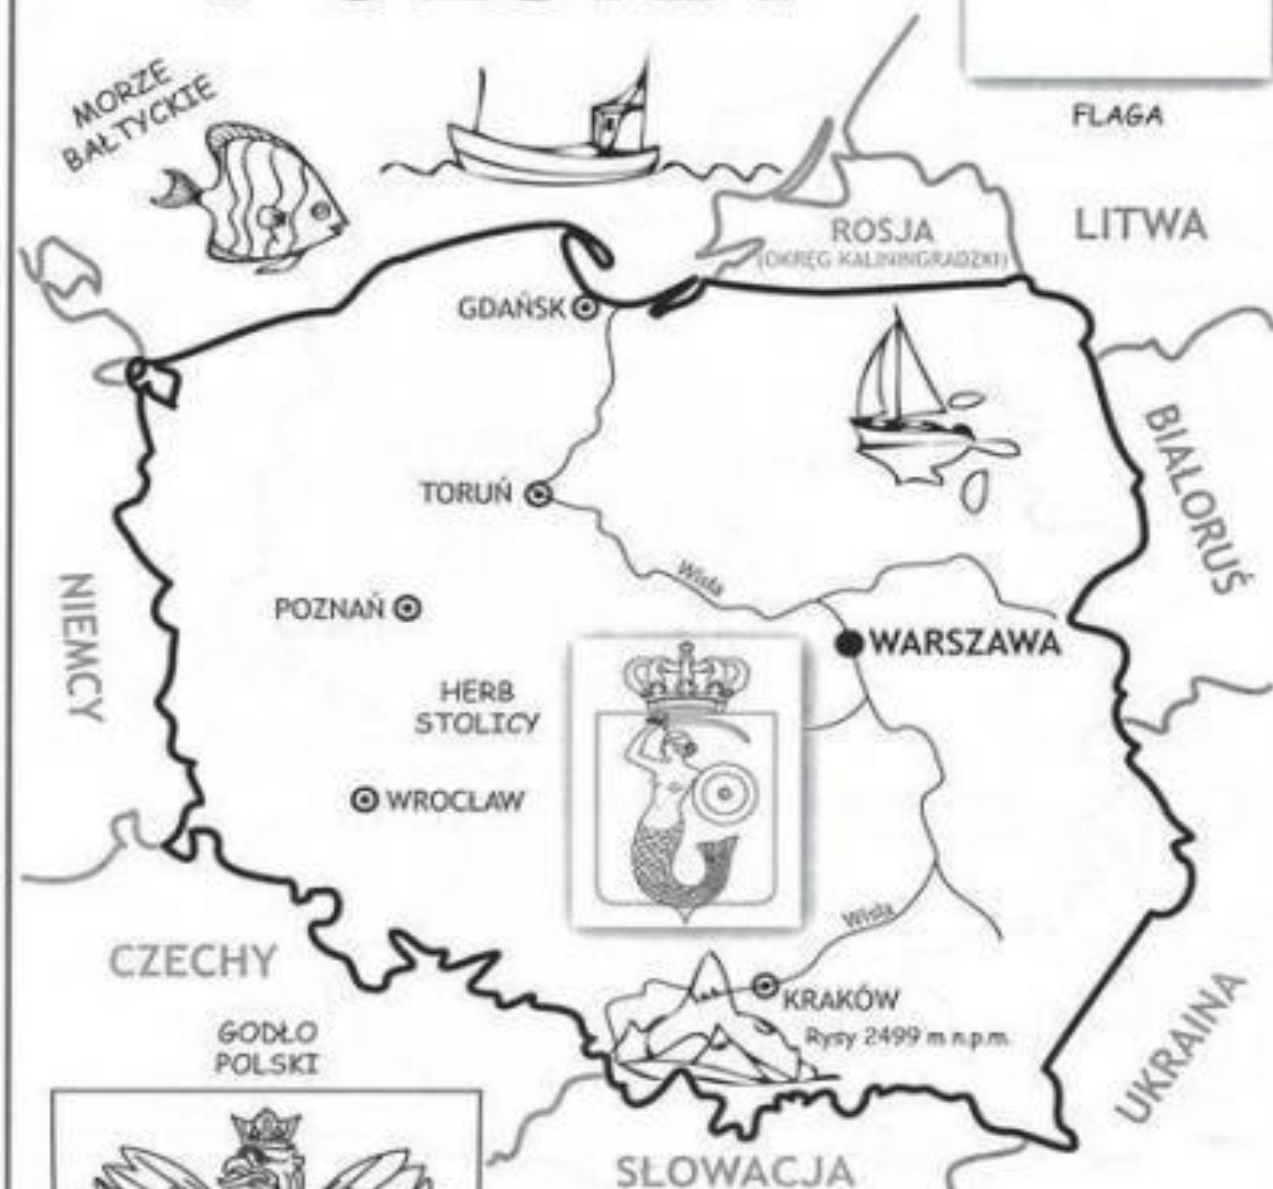 FLAGA
MORZE
BAŁTYCKIE
LITWA
ROSJA
(OKRĘG KALININGRADZKI)
GDAŃSK
TORUŃ
BIAŁORUŚ
Wisła
NIEMCY
POZNAŃ
WARSZAWA
HERB
STOLICY
WROCŁAW
Wisła
CZECHY
KRAKÓW
Rysy 2499 m n.p.m.
GODŁO
POLSKI
UKRAINA
SŁOWACJA